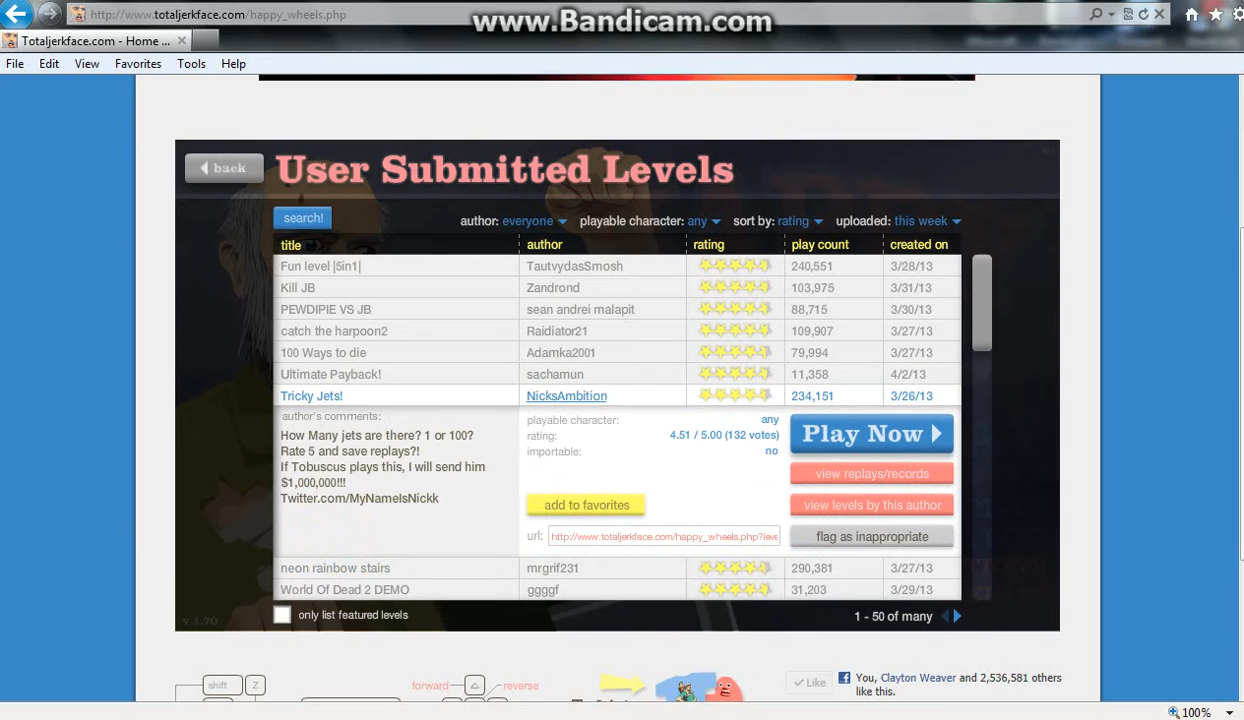 http://www.totaljerkface.com/happy_wheels.php
www.Bandicam.com
Totaljerkface.com - Home ...
File Edit View Favorites Tools Help
back
User Submitted Levels
search!
author: everyone playable character: any sort by: rating uploaded: this week
title author rating play count created on
Fun level |5in1| TautvydasSmosh 240,551 3/28/13
Kill JB Zandrond 103,975 3/31/13
PEWDIPIE VS JB sean andrei malapit 88,715 3/30/13
catch the harpoon2 Raidiator21 109,907 3/27/13
100 Ways to die Adamka2001 79,994 3/27/13
Ultimate Payback! sachamun 11,358 4/2/13
Tricky Jets! NicksAmbition 234,151 3/26/13
author's comments:
How Many jets are there? 1 or 100?
Rate 5 and save replays?!
If Tobuscus plays this, I will send him
$1,000,000!!!
Twitter.com/MyNameIsNickk
playable character: any
rating: 4.51 / 5.00 (132 votes)
importable: no
add to favorites
url: http://www.totaljerkface.com/happy_wheels.php?leve
Play Now
view replays/records
view levels by this author
flag as inappropriate
neon rainbow stairs mrgrif231 290,381 3/27/13
World Of Dead 2 DEMO ggggf 31,203 3/29/13
only list featured levels
1 - 50 of many
v 1.70
shift Z
forward reverse
Like
You, Clayton Weaver and 2,536,581 others
like this.
100%